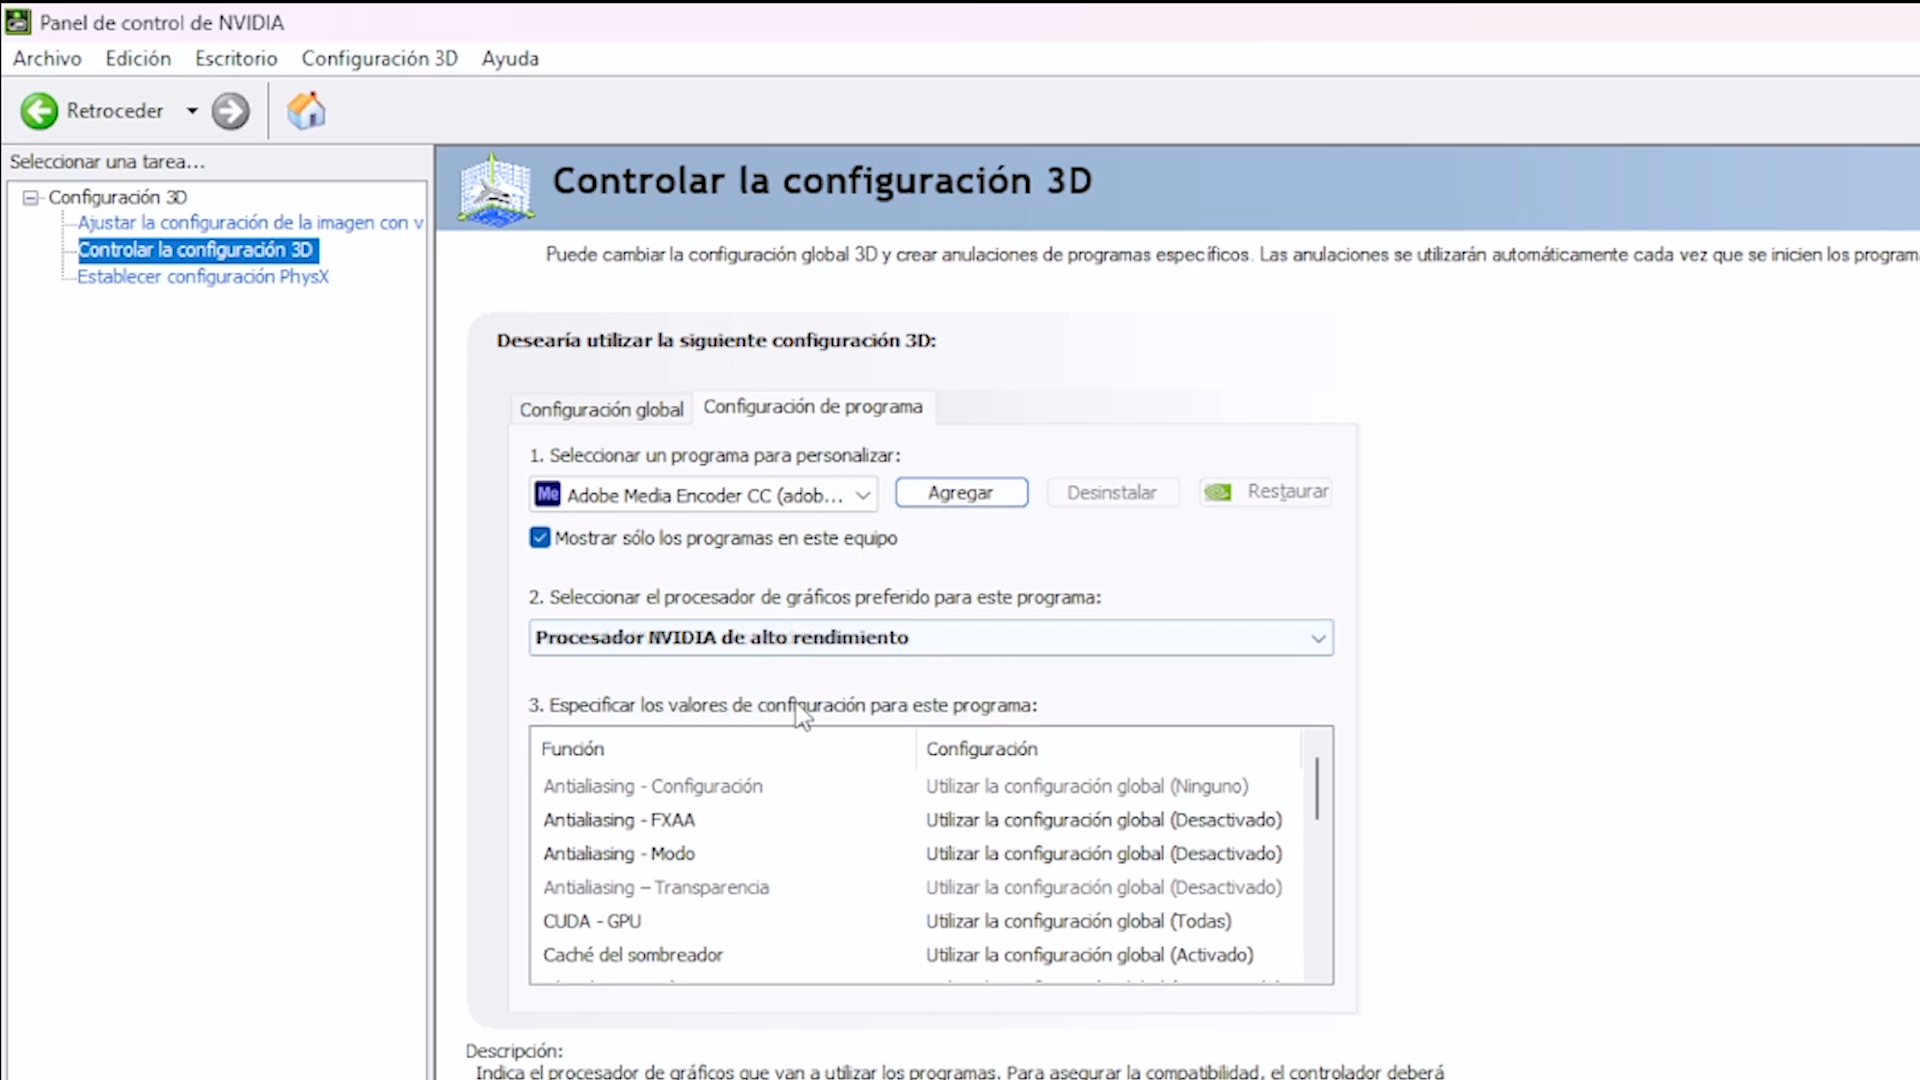 Panel de control de NVIDIA
Archivo Edición Escritorio Configuración 3D Ayuda
Retroceder
Seleccionar una tarea...
Configuración 3D
Ajustar la configuración de la imagen con v
Controlar la configuración 3D
Establecer configuración PhysX
Controlar la configuración 3D
Puede cambiar la configuración global 3D y crear anulaciones de programas específicos. Las anulaciones se utilizarán automáticamente cada vez que se inicien los program
Desearía utilizar la siguiente configuración 3D:
Configuración global Configuración de programa
1. Seleccionar un programa para personalizar:
Me Adobe Media Encoder CC (adob... Agregar Desinstalar Restaurar
Mostrar sólo los programas en este equipo
2. Seleccionar el procesador de gráficos preferido para este programa:
Procesador NVIDIA de alto rendimiento
3. Especificar los valores de configuración para este programa:
Función Configuración
Antialiasing - Configuración Utilizar la configuración global (Ninguno)
Antialiasing - FXAA Utilizar la configuración global (Desactivado)
Antialiasing - Modo Utilizar la configuración global (Desactivado)
Antialiasing – Transparencia Utilizar la configuración global (Desactivado)
CUDA - GPU Utilizar la configuración global (Todas)
Caché del sombreador Utilizar la configuración global (Activado)
Descripción:
Indica el procesador de gráficos que van a utilizar los programas. Para asegurar la compatibilidad, el controlador deberá